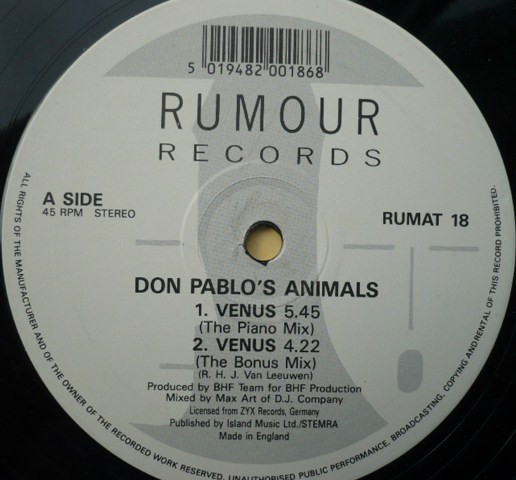 5 019482 001868
RUMOUR
RECORDS
A SIDE
45 RPM STEREO
RUMAT 18
DON PABLO'S ANIMALS
1. VENUS 5.45
(The Piano Mix)
2. VENUS 4.22
(The Bonus Mix)
(R. H. J. Van Leeuwen)
Produced by BHF Team for BHF Production
Mixed by Max Art of D.J. Company
Licensed from ZYX Records, Germany
Published by Island Music Ltd./STEMRA
Made in England
ALL RIGHTS OF THE MANUFACTURER AND OF THE OWNER OF THE RECORDED WORK RESERVED. UNAUTHORISED PUBLIC PERFORMANCE, BROADCASTING, COPYING ANDRENTAL OF THIS RECORD PROHIBITED.